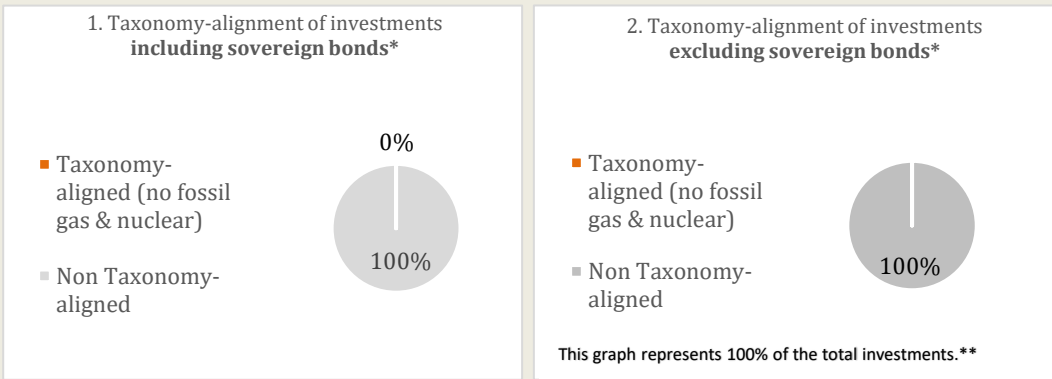 1. Taxonomy-alignment of investments
including sovereign bonds*
0%
Taxonomy-
aligned (no fossil
gas & nuclear)
100%
Non Taxonomy-
aligned
2. Taxonomy-alignment of investments
excluding sovereign bonds*
Taxonomy-
aligned (no fossil
gas & nuclear)
100%
Non Taxonomy-
aligned
This graph represents 100% of the total investments.**